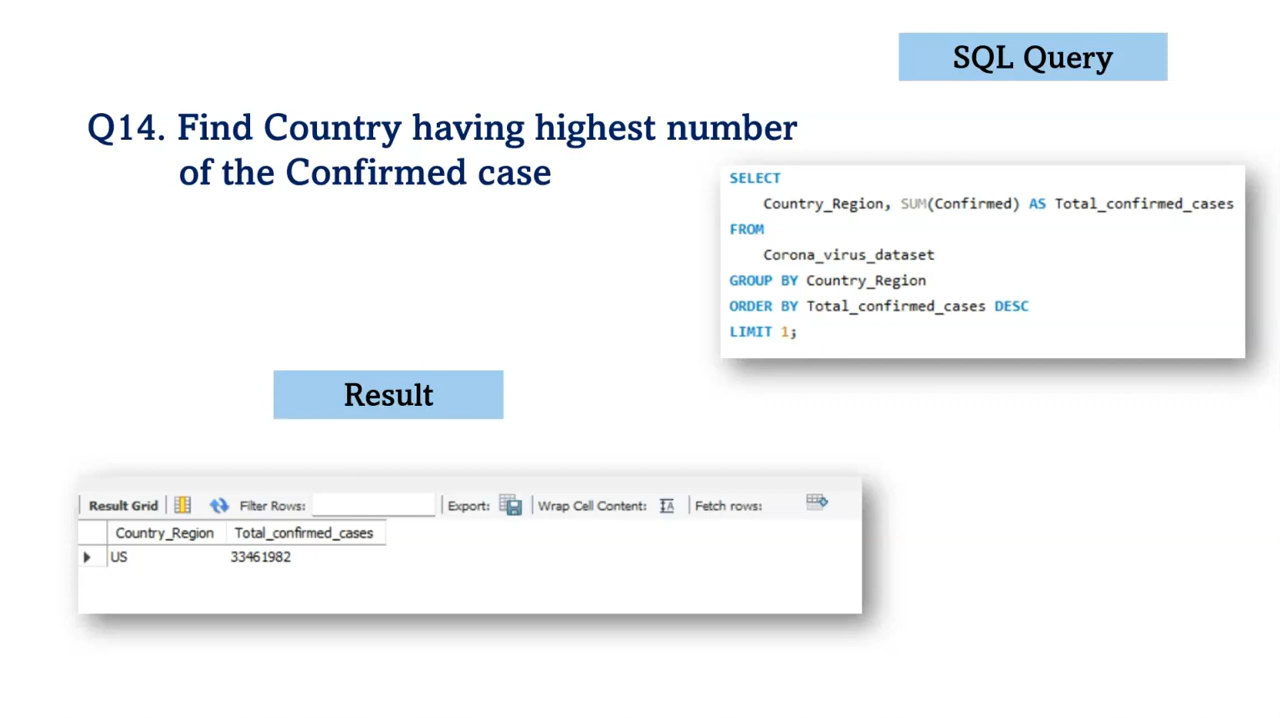 SQL Query
Q14. Find Country having highest number
of the Confirmed case
SELECT
Country_Region, SUM(Confirmed) AS Total_confirmed_cases
FROM
Corona_virus_dataset
GROUP BY Country_Region
ORDER BY Total_confirmed_cases DESC
LIMIT 1;
Result
Result Grid Filter Rows: Export: Wrap Cell Content: Fetch rows:
Country_Region Total_confirmed_cases
US 33461982